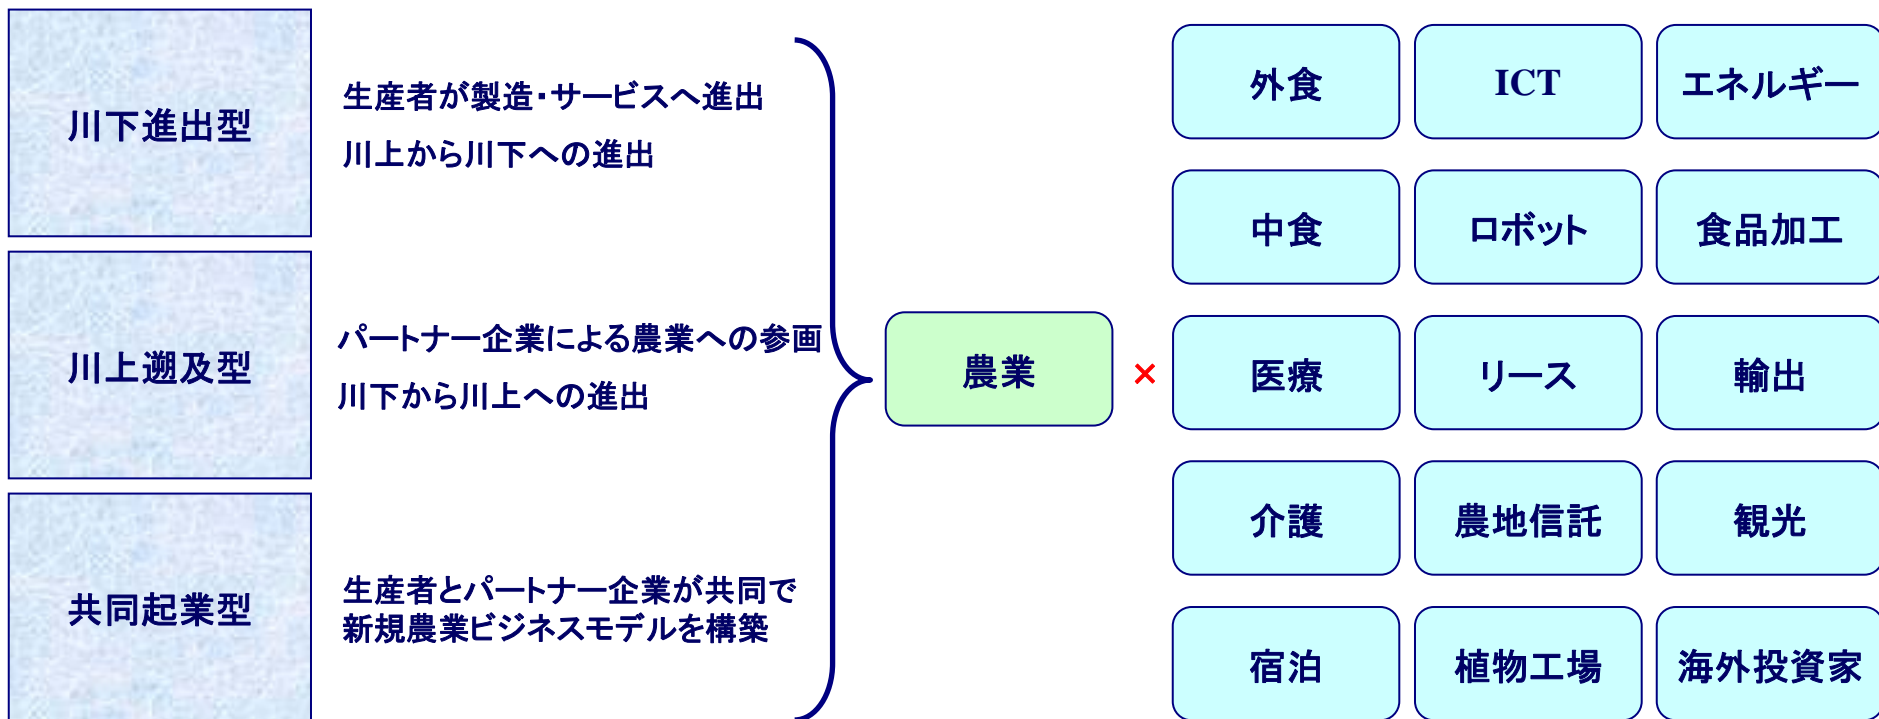 川下進出型
生産者が製造・サービスへ進出
川上から川下への進出
川上遡及型
パートナー企業による農業への参画
川下から川上への進出
共同起業型
生産者とパートナー企業が共同で
新規農業ビジネスモデルを構築
農業
×
外食
ICT
エネルギー
中食
ロボット
食品加工
医療
リース
輸出
介護
農地信託
観光
宿泊
植物工場
海外投資家